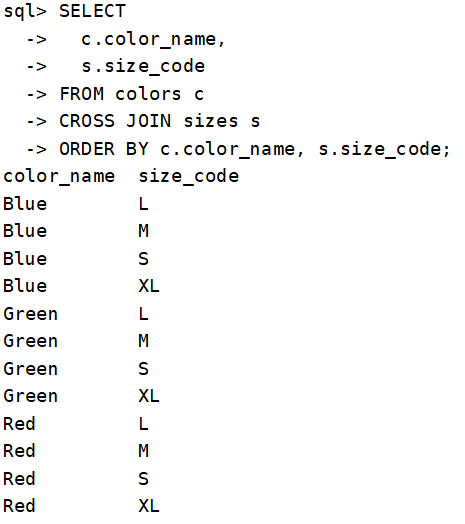 sql> SELECT
  ->   c.color_name,
  ->   s.size_code
  -> FROM colors c
  -> CROSS JOIN sizes s
  -> ORDER BY c.color_name, s.size_code;
color_name  size_code
Blue        L
Blue        M
Blue        S
Blue        XL
Green       L
Green       M
Green       S
Green       XL
Red         L
Red         M
Red         S
Red         XL